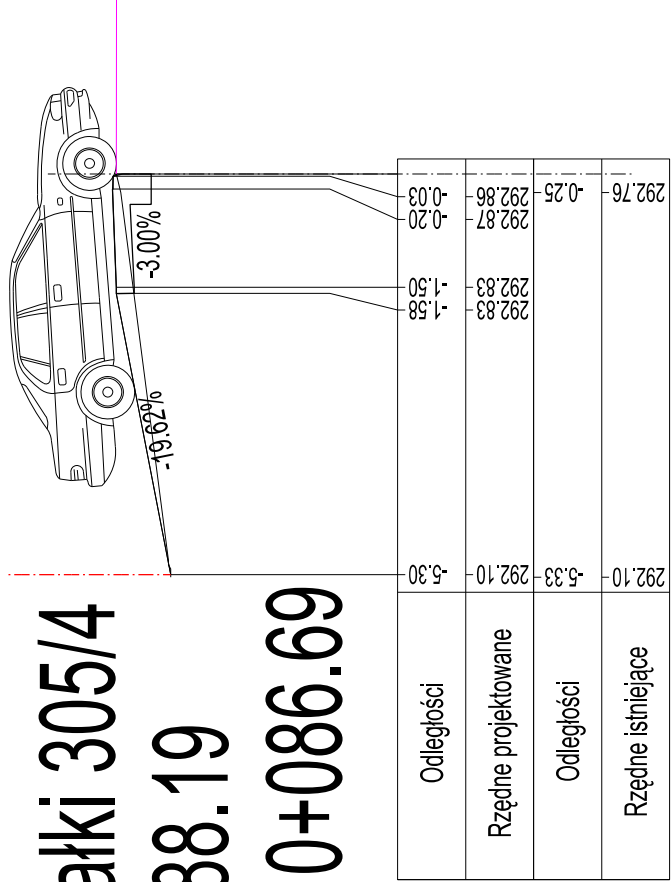 ałki 305/4
38.19
0+086.69
-19.62%
-3.00%
Odległości
-5.30 -1.58 -1.50 -0.20 -0.03
Rzędne projektowane
292.10 292.83 292.83 292.87 292.86
Odległości
-5.33 -0.25
Rzędne istniejące
292.10 292.76